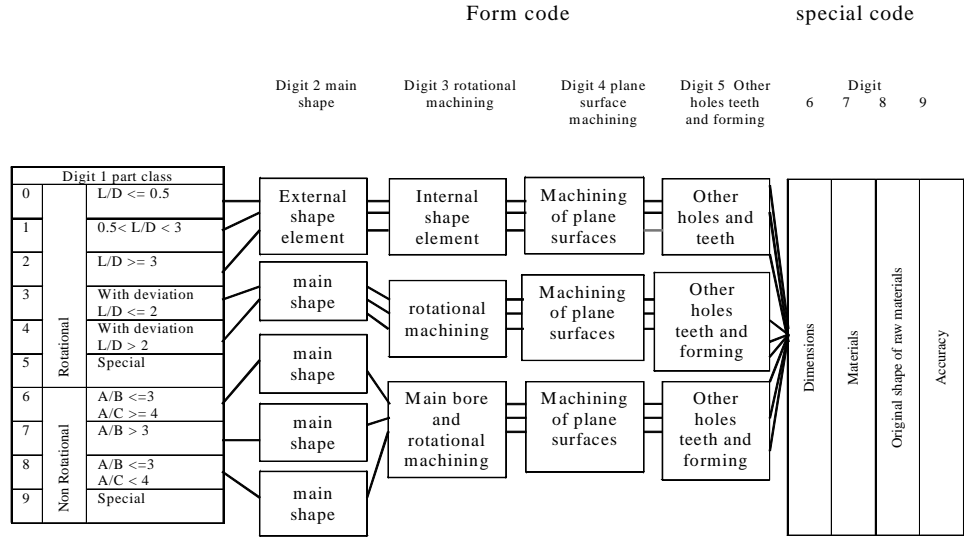 Form code
special code
Digit 2 main
shape
Digit 3 rotational
machining
Digit 4 plane
surface
machining
Digit 5 Other
holes teeth
and forming
Digit
6 7 8 9
Digit 1 part class
0 L/D <= 0.5
1 0.5< L/D < 3
2 L/D >= 3
3 With deviation
L/D <= 2
4 With deviation
L/D > 2
5 Special
Rotational
6 A/B <=3
A/C >= 4
7 A/B > 3
8 A/B <=3
A/C < 4
9 Special
Non Rotational
External
shape
element
Internal
shape
element
Machining
of plane
surfaces
Other
holes and
teeth
main
shape
rotational
machining
Machining
of plane
surfaces
Other
holes
teeth and
forming
main
shape
main
shape
main
shape
Main bore
and
rotational
machining
Machining
of plane
surfaces
Other
holes
teeth and
forming
Dimensions
Materials
Original shape of raw materials
Accuracy